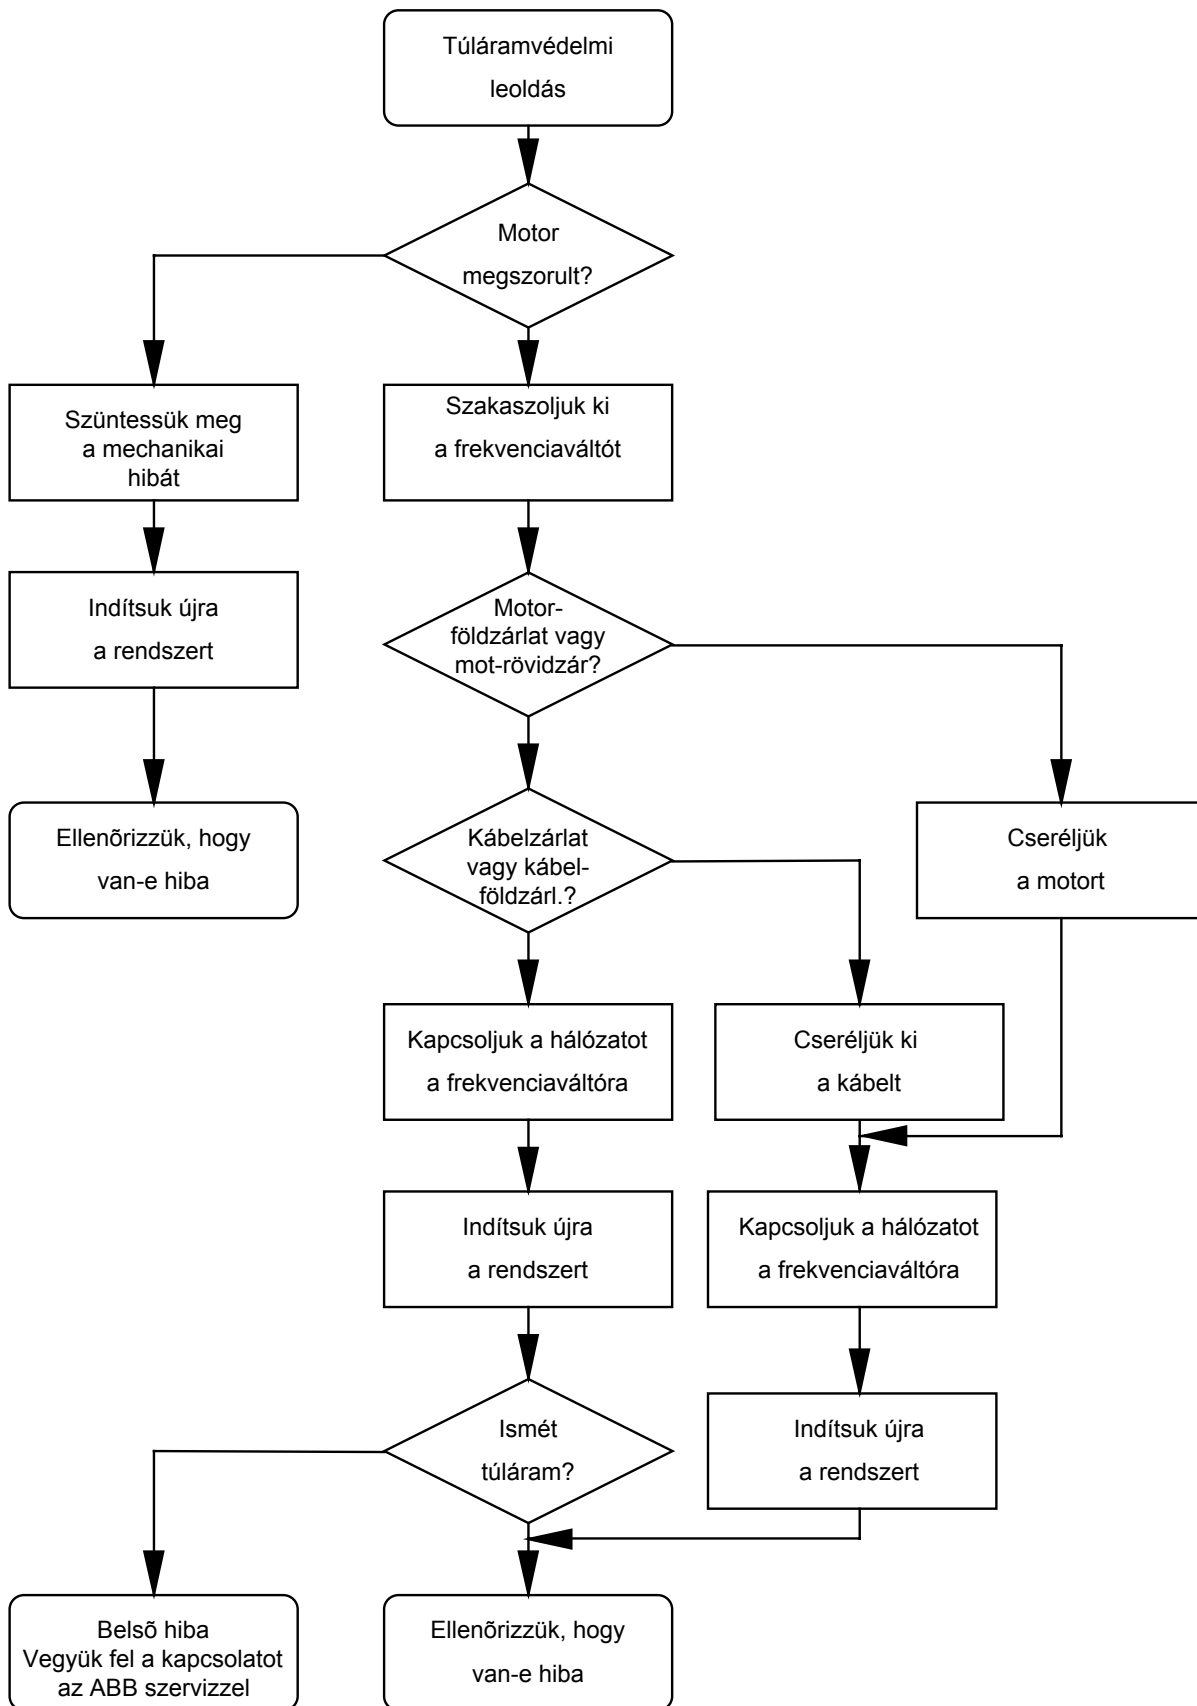 Túláramvédelmi
leoldás
Motor
megszorult?
Szüntessük meg
a mechanikai
hibát
Szakaszoljuk ki
a frekvenciaváltót
Indítsuk újra
a rendszert
Motor-
földzárlat vagy
mot-rövidzár?
Ellenõrizzük, hogy
van-e hiba
Kábelzárlat
vagy kábel-
földzárl.?
Cseréljük
a motort
Kapcsoljuk a hálózatot
a frekvenciaváltóra
Cseréljük ki
a kábelt
Indítsuk újra
a rendszert
Kapcsoljuk a hálózatot
a frekvenciaváltóra
Ismét
túláram?
Indítsuk újra
a rendszert
Belsõ hiba
Vegyük fel a kapcsolatot
az ABB szervizzel
Ellenõrizzük, hogy
van-e hiba